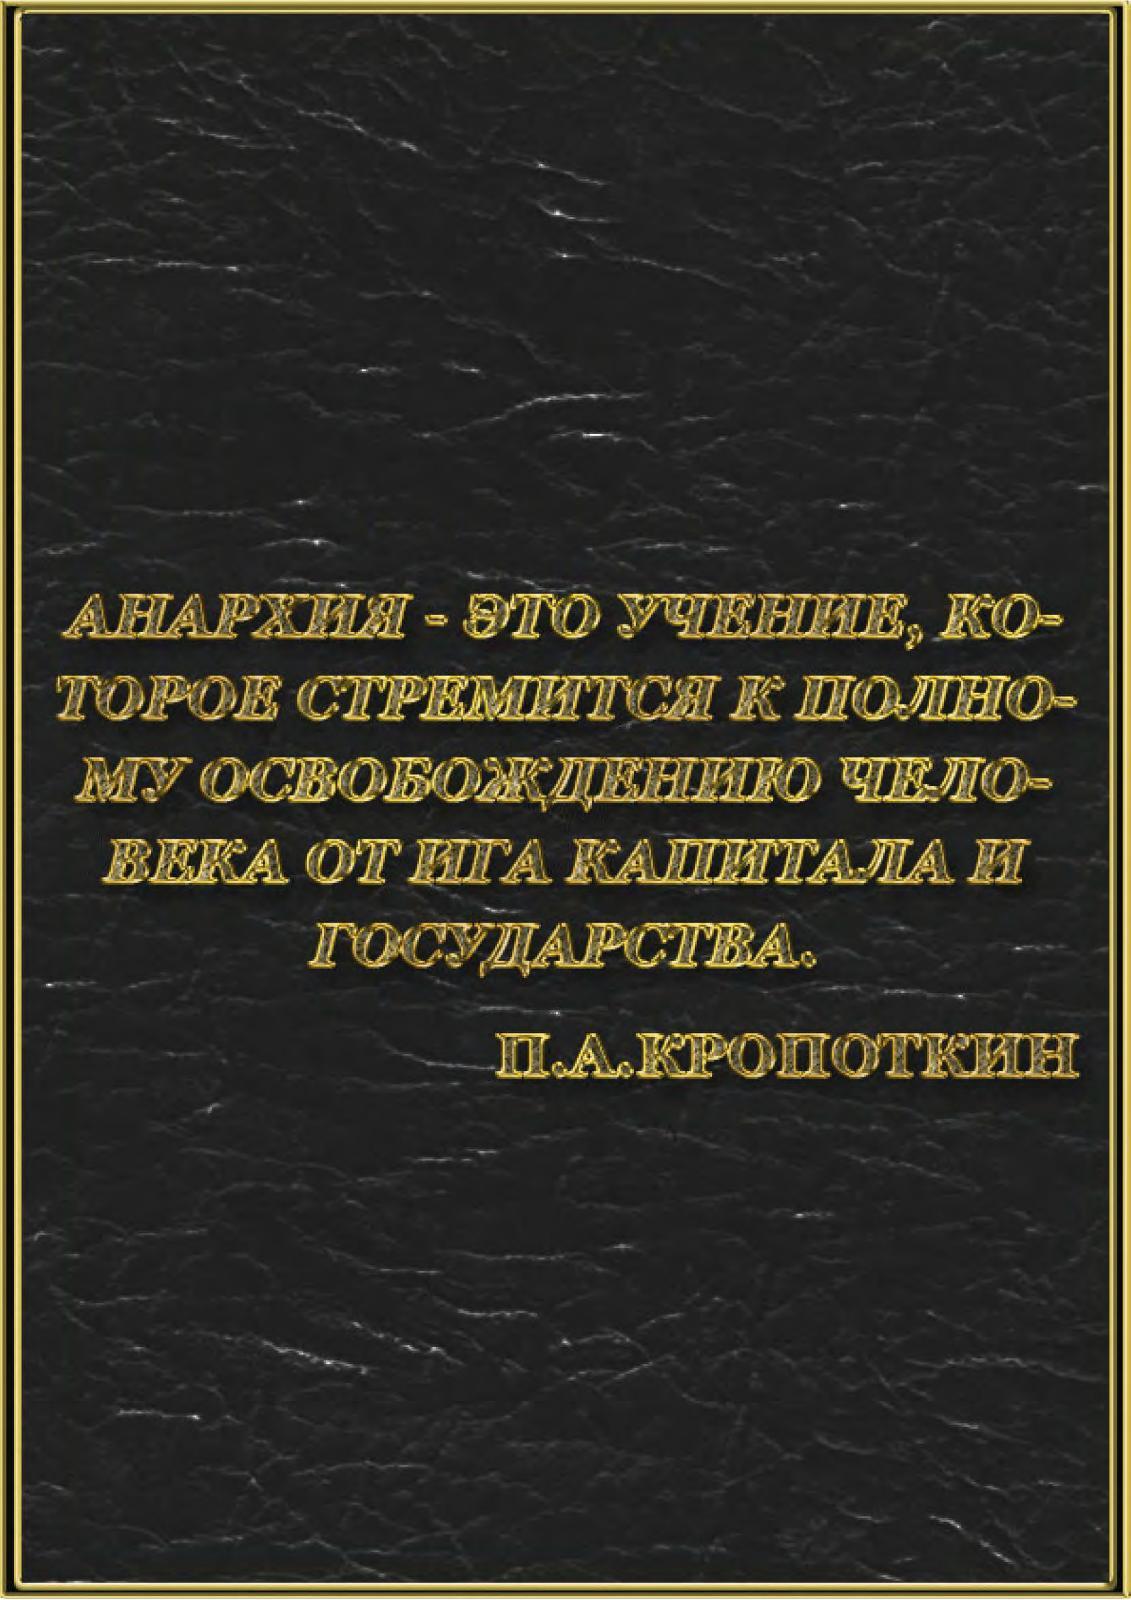 АНАРХИЯ - ЭТО УЧЕНИЕ, КО-
ТОРОЕ СТРЕМИТСЯ К ПОЛНО-
МУ ОСВОБОЖДЕНИЮ ЧЕЛО-
ВЕКА ОТ ИГА КАПИТАЛА И
ГОСУДАРСТВА.
П.А.КРОПОТКИН